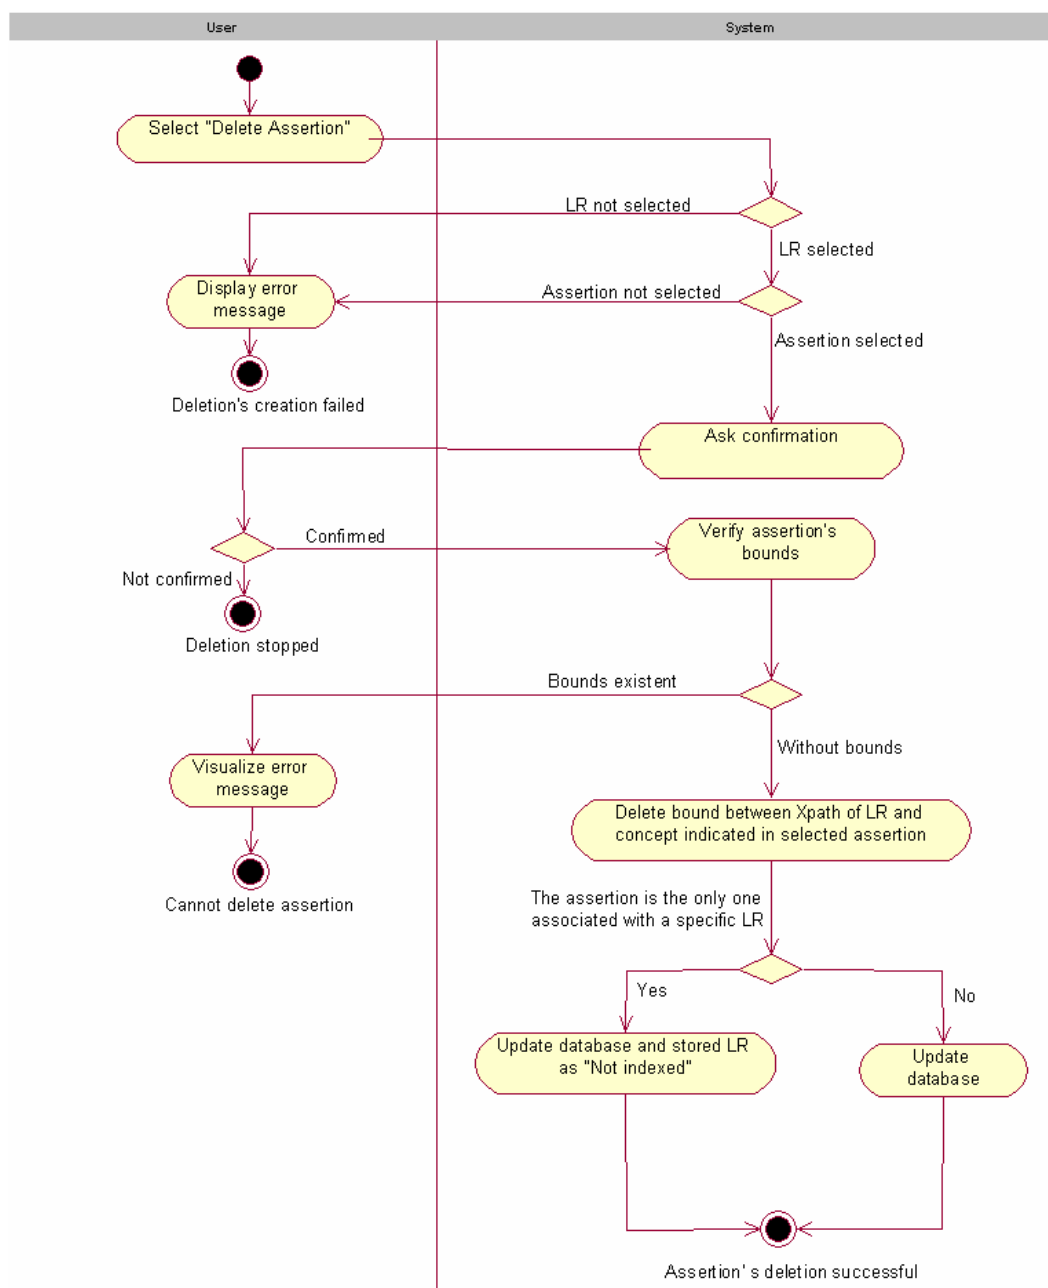 User
System
Select "Delete Assertion"
LR not selected
LR selected
Display error
message
Assertion not selected
Assertion selected
Deletion's creation failed
Ask confirmation
Confirmed
Verify assertion's
bounds
Not confirmed
Deletion stopped
Bounds existent
Without bounds
Visualize error
message
Delete bound between Xpath of LR and
concept indicated in selected assertion
Cannot delete assertion
The assertion is the only one
associated with a specific LR
Yes
No
Update database and stored LR
as "Not indexed"
Update
database
Assertion' s deletion successful